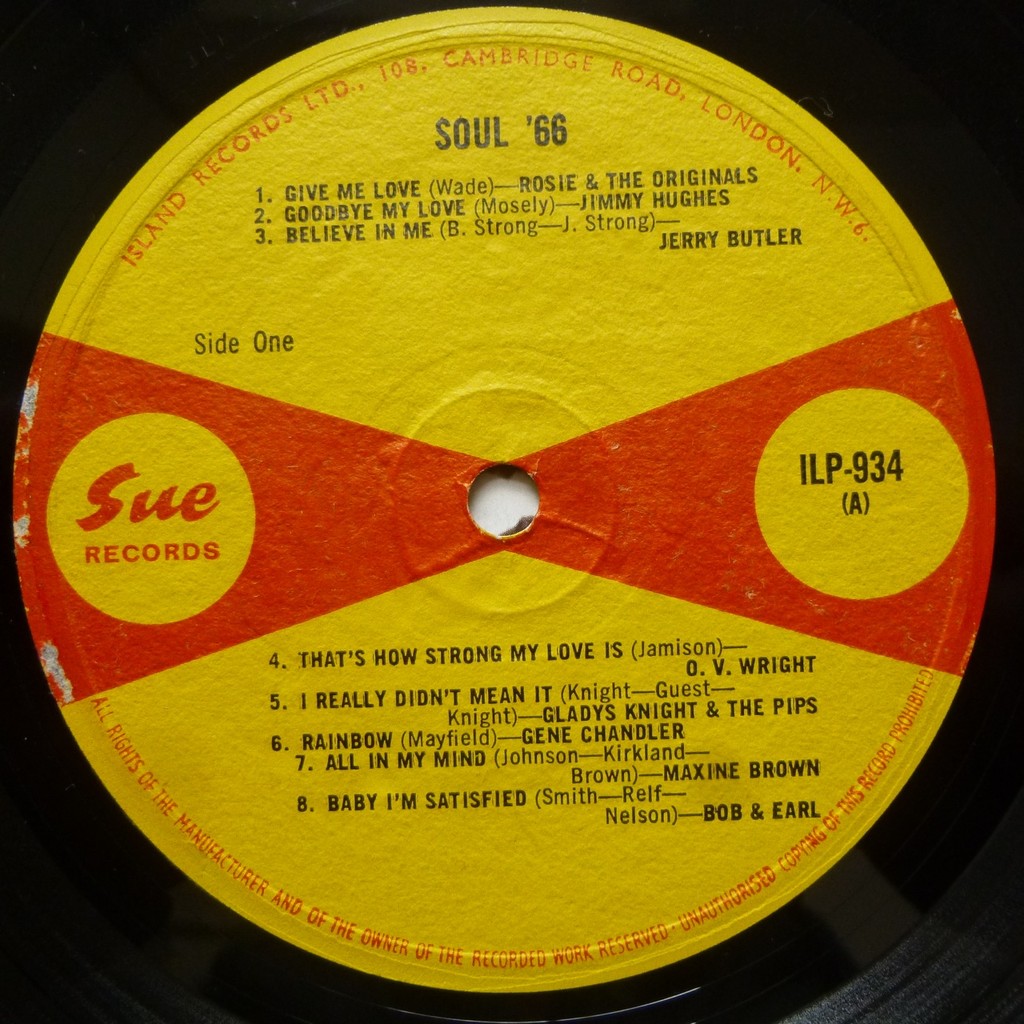 ISLAND RECORDS LTD., 108, CAMBRIDGE ROAD, LONDON, N.W.6.
SOUL '66
1. GIVE ME LOVE (Wade)—ROSIE & THE ORIGINALS
2. GOODBYE MY LOVE (Mosely)—JIMMY HUGHES
3. BELIEVE IN ME (B. Strong—J. Strong)—
JERRY BUTLER
Side One
Sue
RECORDS
ILP-934
(A)
4. THAT'S HOW STRONG MY LOVE IS (Jamison)—
O. V. WRIGHT
5. I REALLY DIDN'T MEAN IT (Knight—Guest—
Knight)—GLADYS KNIGHT & THE PIPS
6. RAINBOW (Mayfield)—GENE CHANDLER
7. ALL IN MY MIND (Johnson—Kirkland—
Brown)—MAXINE BROWN
8. BABY I'M SATISFIED (Smith—Relf—
Nelson)—BOB & EARL
ALL RIGHTS OF THE MANUFACTURER AND OF THE OWNER OF THE RECORDED WORK RESERVED · UNAUTHORISED COPYING OF THIS RECORD PROHIBITED